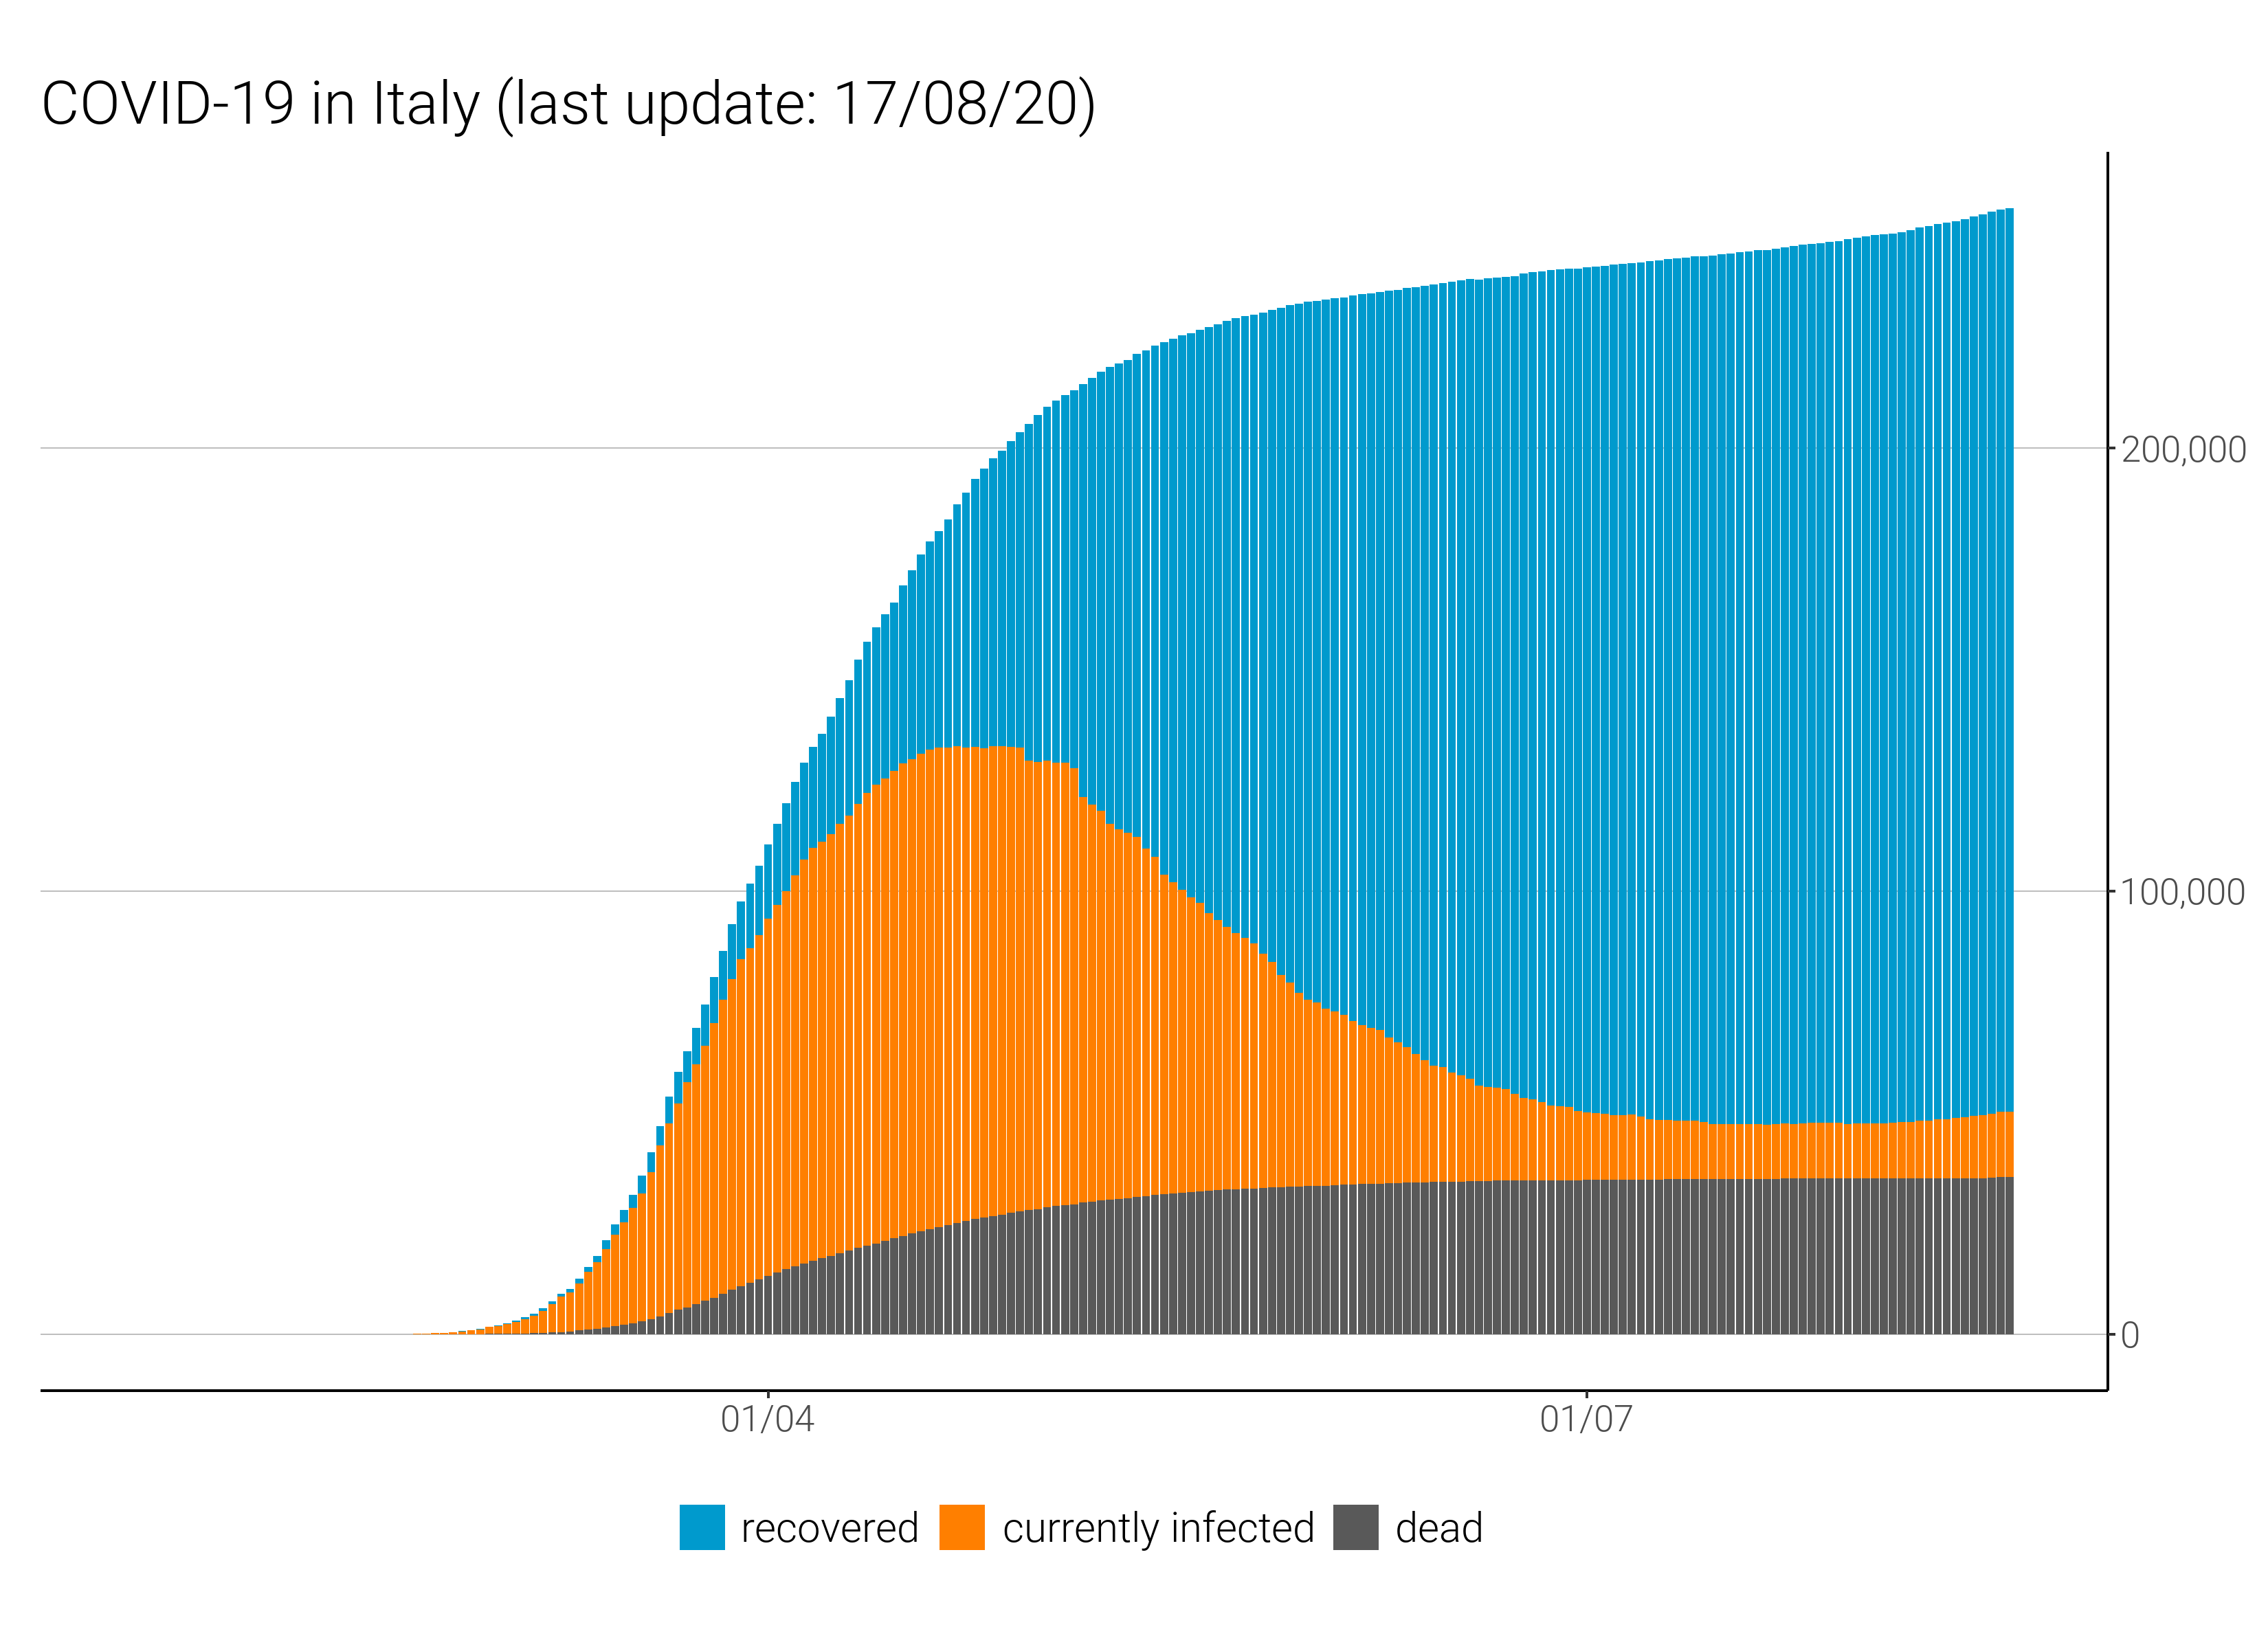 COVID-19 in Italy (last update: 17/08/20)
200,000
100,000
0
01/04 01/07
recovered currently infected dead